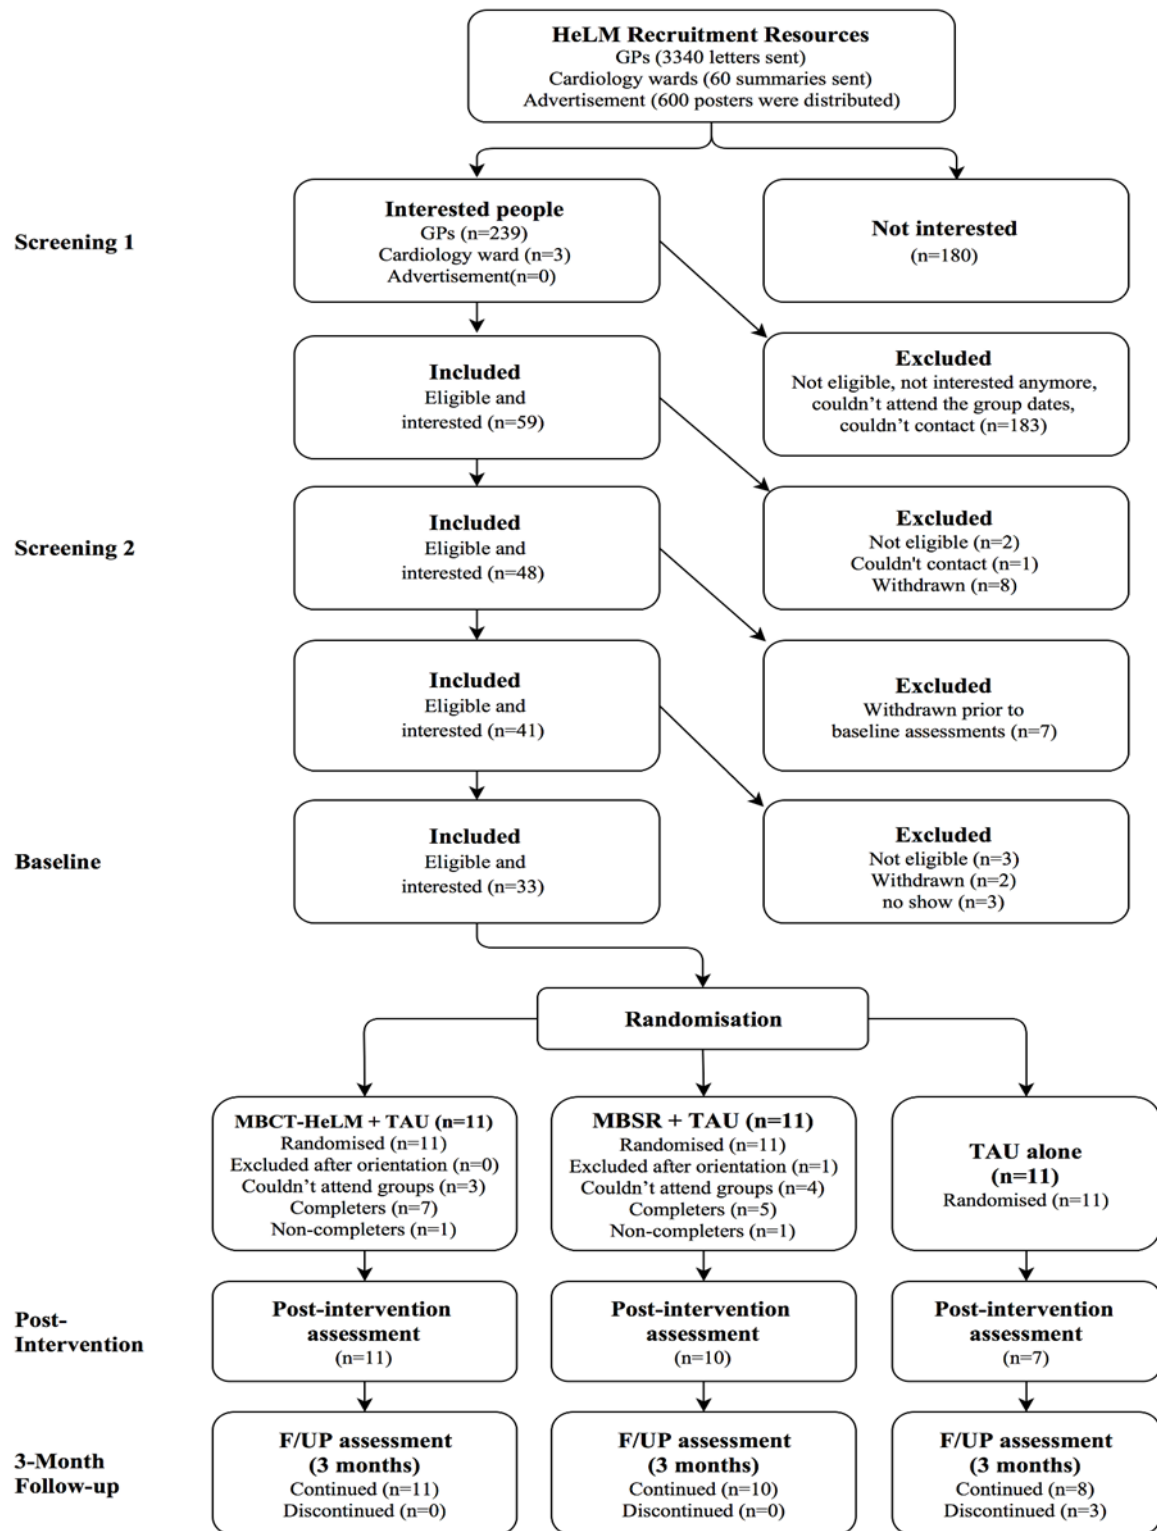 HeLM Recruitment Resources
GPs (3340 letters sent)
Cardiology wards (60 summaries sent)
Advertisement (600 posters were distributed)
Screening 1
Interested people
GPs (n=239)
Cardiology ward (n=3)
Advertisement(n=0)
Not interested
(n=180)
Included
Eligible and
interested (n=59)
Excluded
Not eligible, not interested anymore,
couldn't attend the group dates,
couldn't contact (n=183)
Screening 2
Included
Eligible and
interested (n=48)
Excluded
Not eligible (n=2)
Couldn't contact (n=1)
Withdrawn (n=8)
Included
Eligible and
interested (n=41)
Excluded
Withdrawn prior to
baseline assessments (n=7)
Baseline
Included
Eligible and
interested (n=33)
Excluded
Not eligible (n=3)
Withdrawn (n=2)
no show (n=3)
Randomisation
MBCT-HeLM + TAU (n=11)
Randomised (n=11)
Excluded after orientation (n=0)
Couldn't attend groups (n=3)
Completers (n=7)
Non-completers (n=1)
MBSR + TAU (n=11)
Randomised (n=11)
Excluded after orientation (n=1)
Couldn't attend groups (n=4)
Completers (n=5)
Non-completers (n=1)
TAU alone
(n=11)
Randomised (n=11)
Post-
Intervention
Post-intervention
assessment
(n=11)
Post-intervention
assessment
(n=10)
Post-intervention
assessment
(n=7)
3-Month
Follow-up
F/UP assessment
(3 months)
Continued (n=11)
Discontinued (n=0)
F/UP assessment
(3 months)
Continued (n=10)
Discontinued (n=0)
F/UP assessment
(3 months)
Continued (n=8)
Discontinued (n=3)